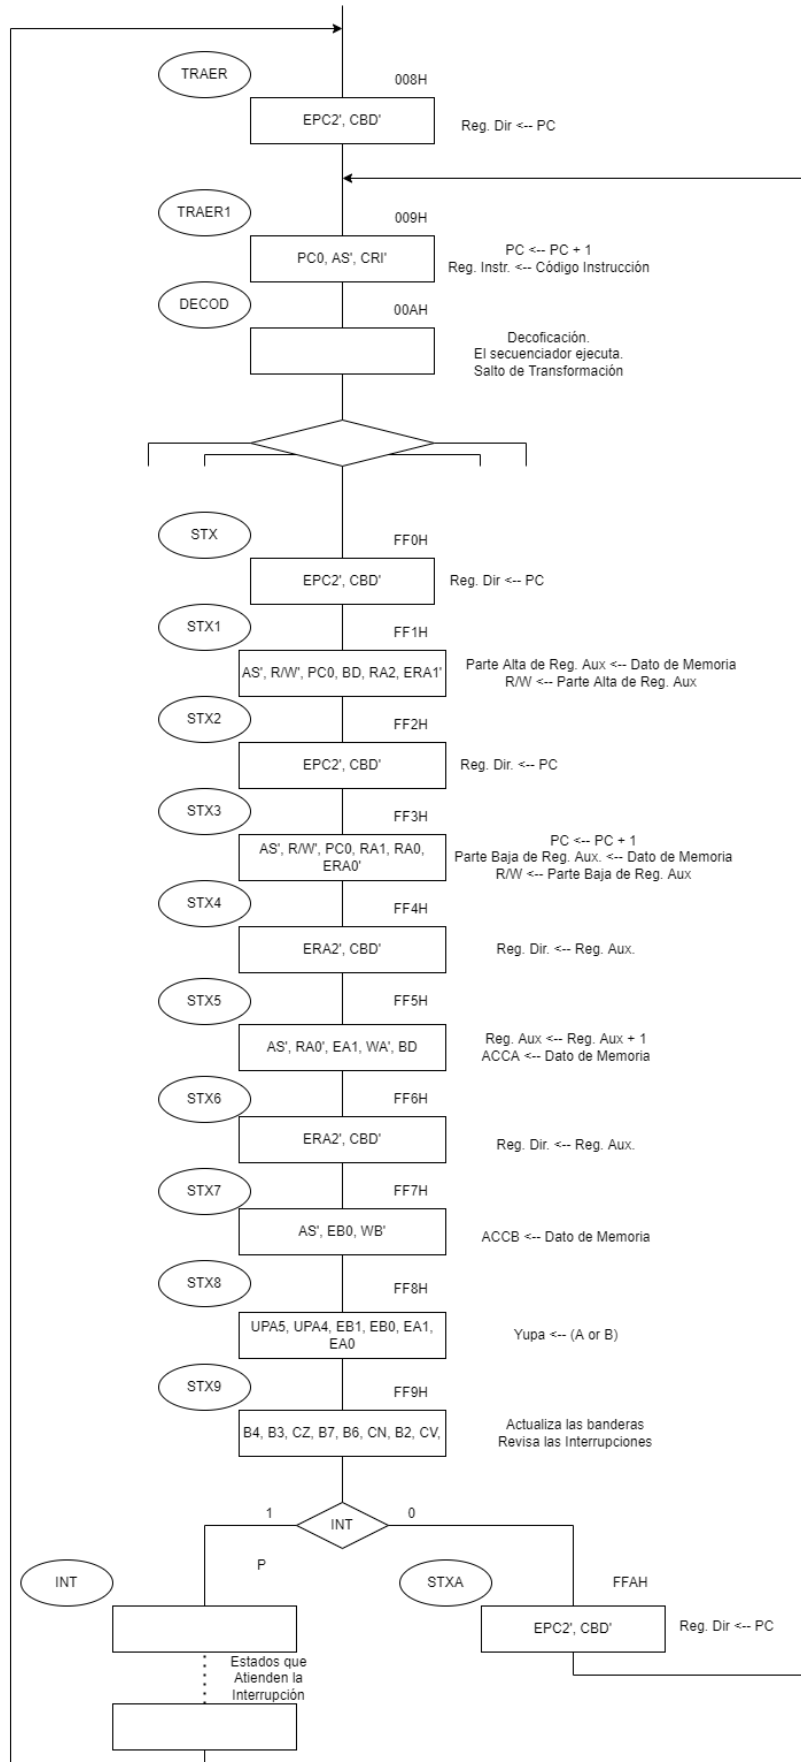 TRAER
008H
EPC2', CBD'
Reg. Dir <-- PC
TRAER1
009H
PC0, AS', CRI'
PC <-- PC + 1
Reg. Instr. <-- Código Instrucción
DECOD
00AH
Decoficación.
El secuenciador ejecuta.
Salto de Transformación
STX
FF0H
EPC2', CBD'
Reg. Dir <-- PC
STX1
FF1H
AS', R/W', PC0, BD, RA2, ERA1'
Parte Alta de Reg. Aux <-- Dato de Memoria
R/W <-- Parte Alta de Reg. Aux
STX2
FF2H
EPC2', CBD'
Reg. Dir. <-- PC
STX3
FF3H
AS', R/W', PC0, RA1, RA0,
ERA0'
PC <-- PC + 1
Parte Baja de Reg. Aux. <-- Dato de Memoria
R/W <-- Parte Baja de Reg. Aux
STX4
FF4H
ERA2', CBD'
Reg. Dir. <-- Reg. Aux.
STX5
FF5H
AS', RA0', EA1, WA', BD
Reg. Aux <-- Reg. Aux + 1
ACCA <-- Dato de Memoria
STX6
FF6H
ERA2', CBD'
Reg. Dir. <-- Reg. Aux.
STX7
FF7H
AS', EB0, WB'
ACCB <-- Dato de Memoria
STX8
FF8H
UPA5, UPA4, EB1, EB0, EA1,
EA0
Yupa <-- (A or B)
STX9
FF9H
B4, B3, CZ, B7, B6, CN, B2, CV,
Actualiza las banderas
Revisa las Interrupciones
1
INT
0
P
INT
STXA
FFAH
EPC2', CBD'
Reg. Dir <-- PC
Estados que
Atienden la
Interrupción